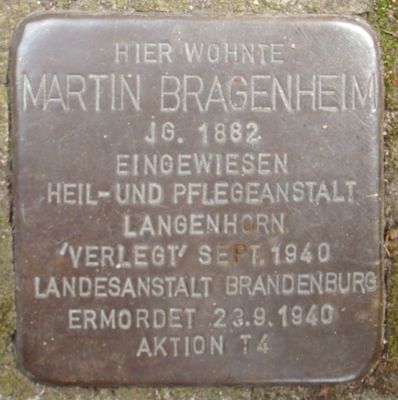 HIER WOHNTE
MARTIN BRAGENHEIM
JG. 1882
EINGEWIESEN
HEIL-UND PFLEGEANSTALT
LANGENHORN
'VERLEGT' SEPT. 1940
LANDESANSTALT BRANDENBURG
ERMORDET 23.9.1940
AKTION T4